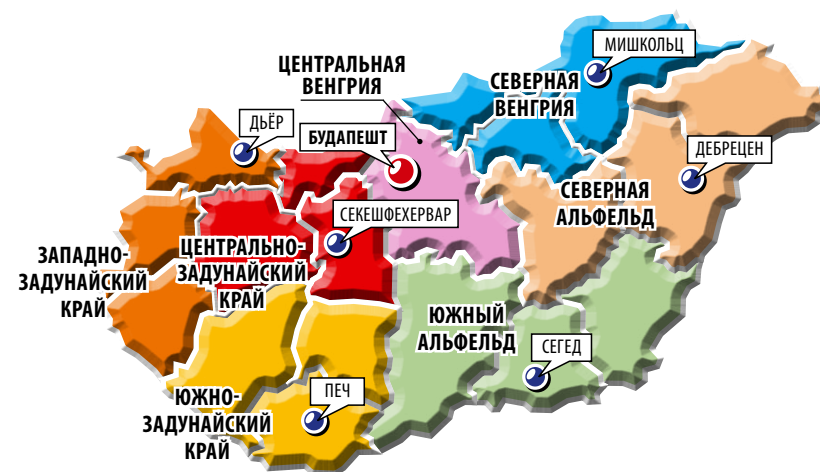 МИШКОЛЬЦ
ЦЕНТРАЛЬНАЯ
ВЕНГРИЯ
СЕВЕРНАЯ
ВЕНГРИЯ
ДЬЁР
БУДАПЕШТ
ДЕБРЕЦЕН
СЕВЕРНАЯ
АЛЬФЕЛЬД
СЕКЕШФЕХЕРВАР
ЗАПАДНО-
ЗАДУНАЙСКИЙ
КРАЙ
ЦЕНТРАЛЬНО-
ЗАДУНАЙСКИЙ
КРАЙ
ЮЖНЫЙ
АЛЬФЕЛЬД
СЕГЕД
ПЕЧ
ЮЖНО-
ЗАДУНАЙСКИЙ
КРАЙ